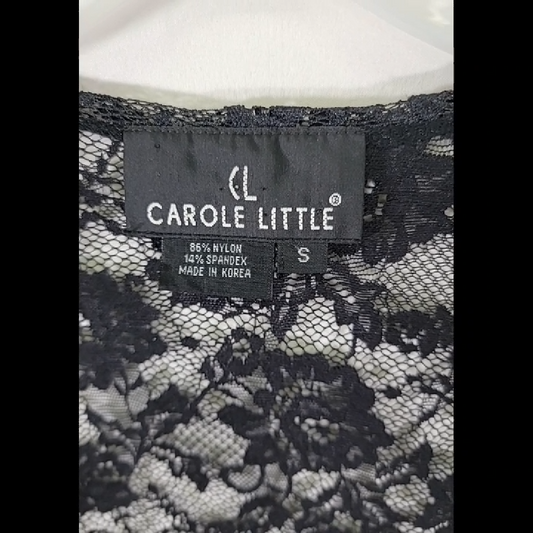 CL
CAROLE LITTLE®
86% NYLON
14% SPANDEX
MADE IN KOREA
S